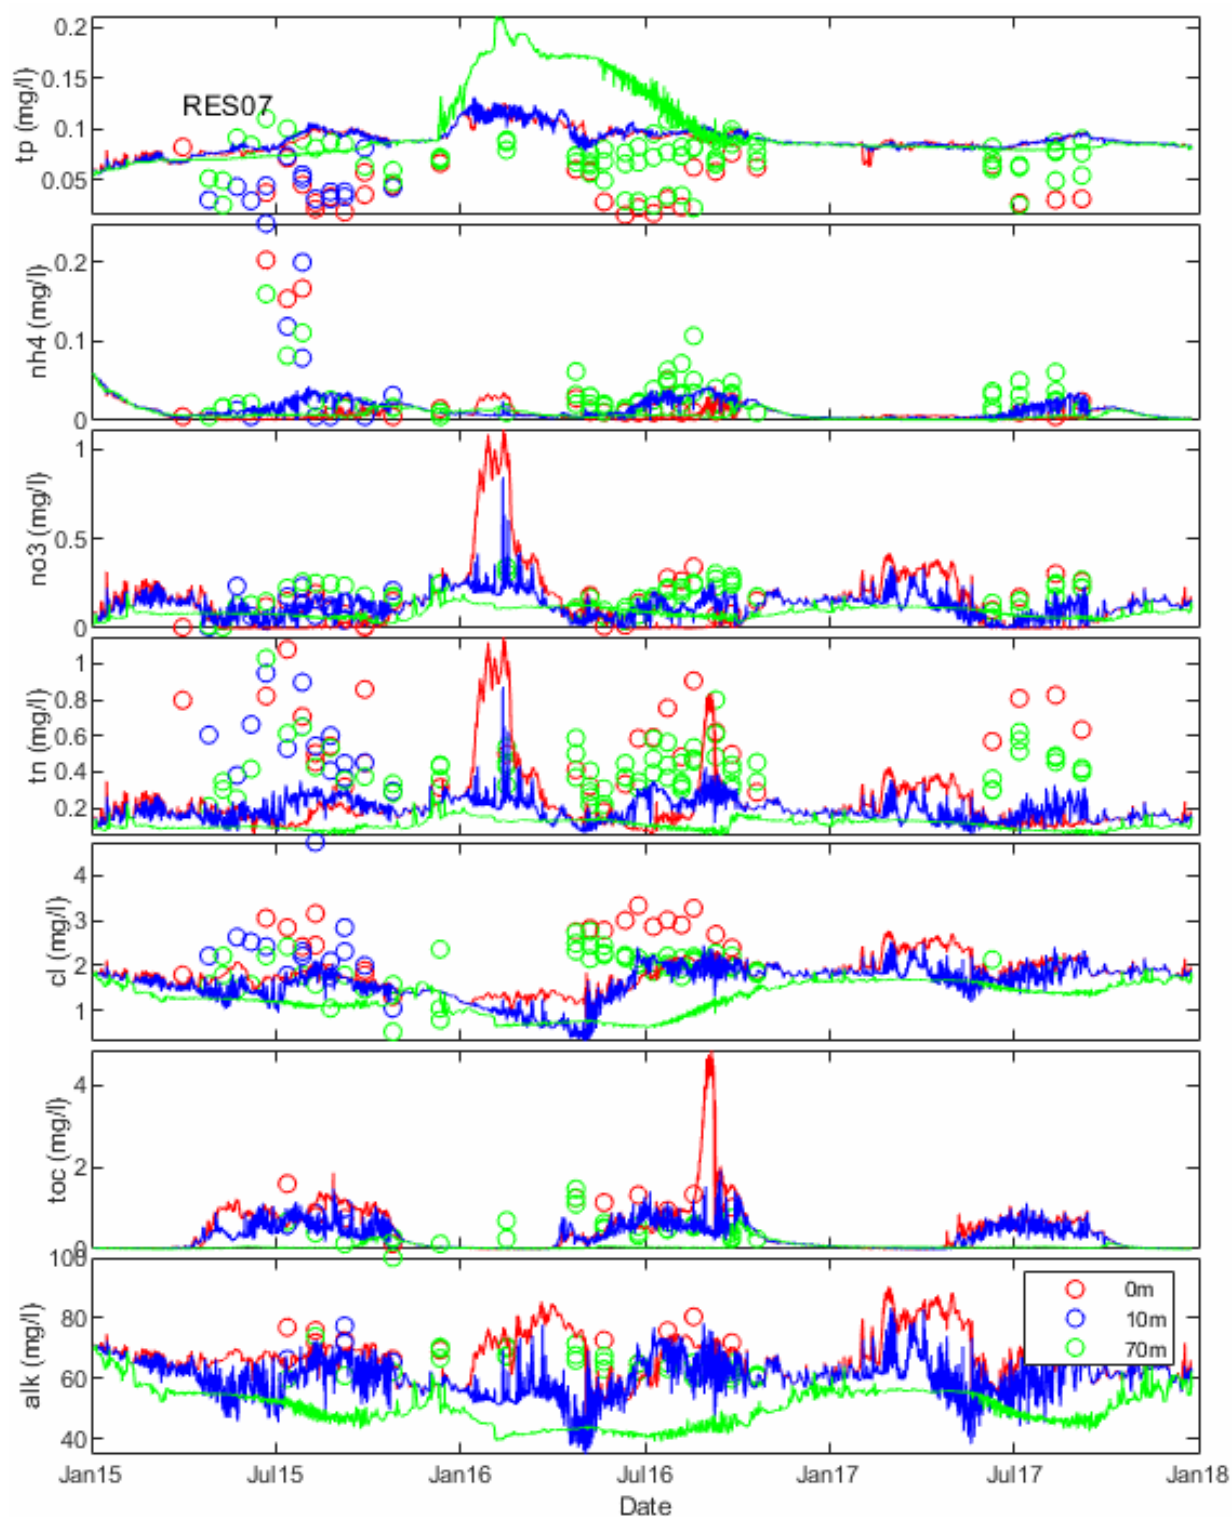 0.2
0.15
0.1
0.05
tp (mg/l)
RES07
0.2
0.1
0
nh4 (mg/l)
1
0.5
0
no3 (mg/l)
1
0.8
0.6
0.4
0.2
tn (mg/l)
4
3
2
1
cl (mg/l)
4
2
0
toc (mg/l)
100
80
60
40
alk (mg/l)
0m
10m
70m
Jan15 Jul15 Jan16 Jul16 Jan17 Jul17 Jan18
Date